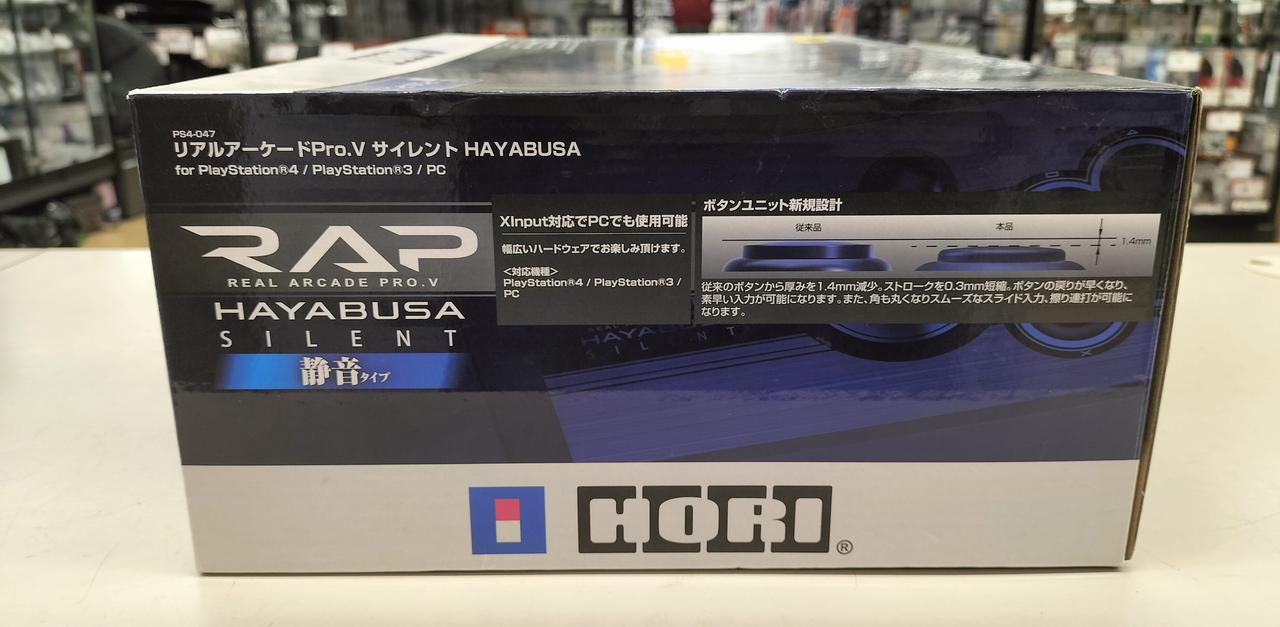 PS4-047
リアルアーケードPro.V サイレント HAYABUSA
for PlayStation®4 / PlayStation®3 / PC
RAP
REAL ARCADE PRO.V
HAYABUSA
SILENT
静音タイプ
XInput対応でPCでも使用可能
幅広いハードウェアでお楽しみ頂けます。
<対応機種>
PlayStation®4 / PlayStation®3 /
PC
ボタンユニット新規設計
従来品
本品
1.4mm
従来のボタンから厚みを1.4mm減少。ストロークを0.3mm短縮。ボタンの戻りが早くなり、
素早い入力が可能になります。また、角も丸くなりスムーズなスライド入力、擦り連打が可能に
なります。
HAYABUSA
SILENT
HORI®